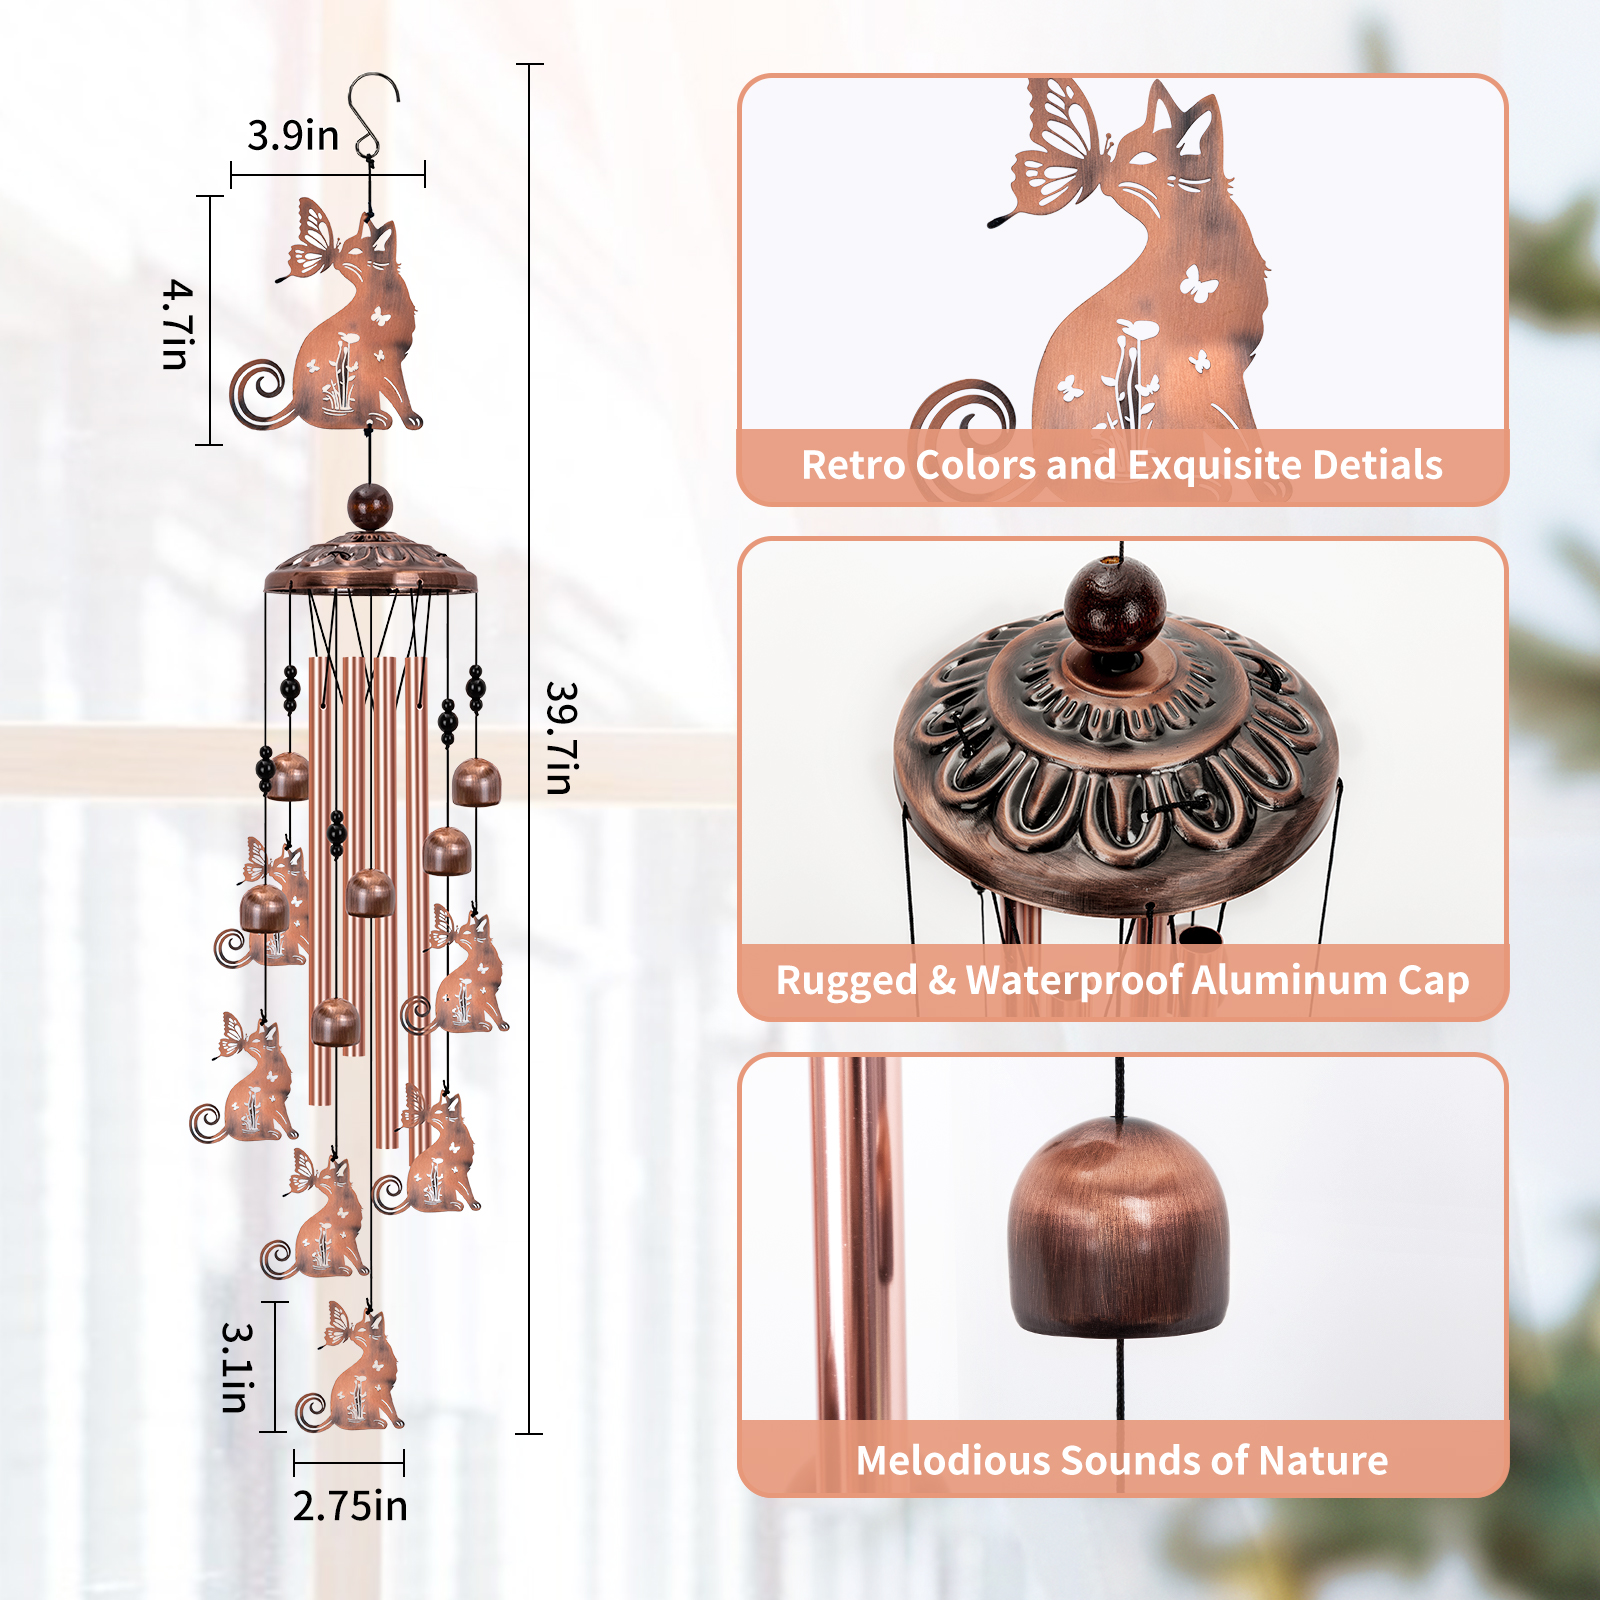 3.9in
4.7in
39.7in
3.1in
2.75in
Retro Colors and Exquisite Detials
Rugged & Waterproof Aluminum Cap
Melodious Sounds of Nature